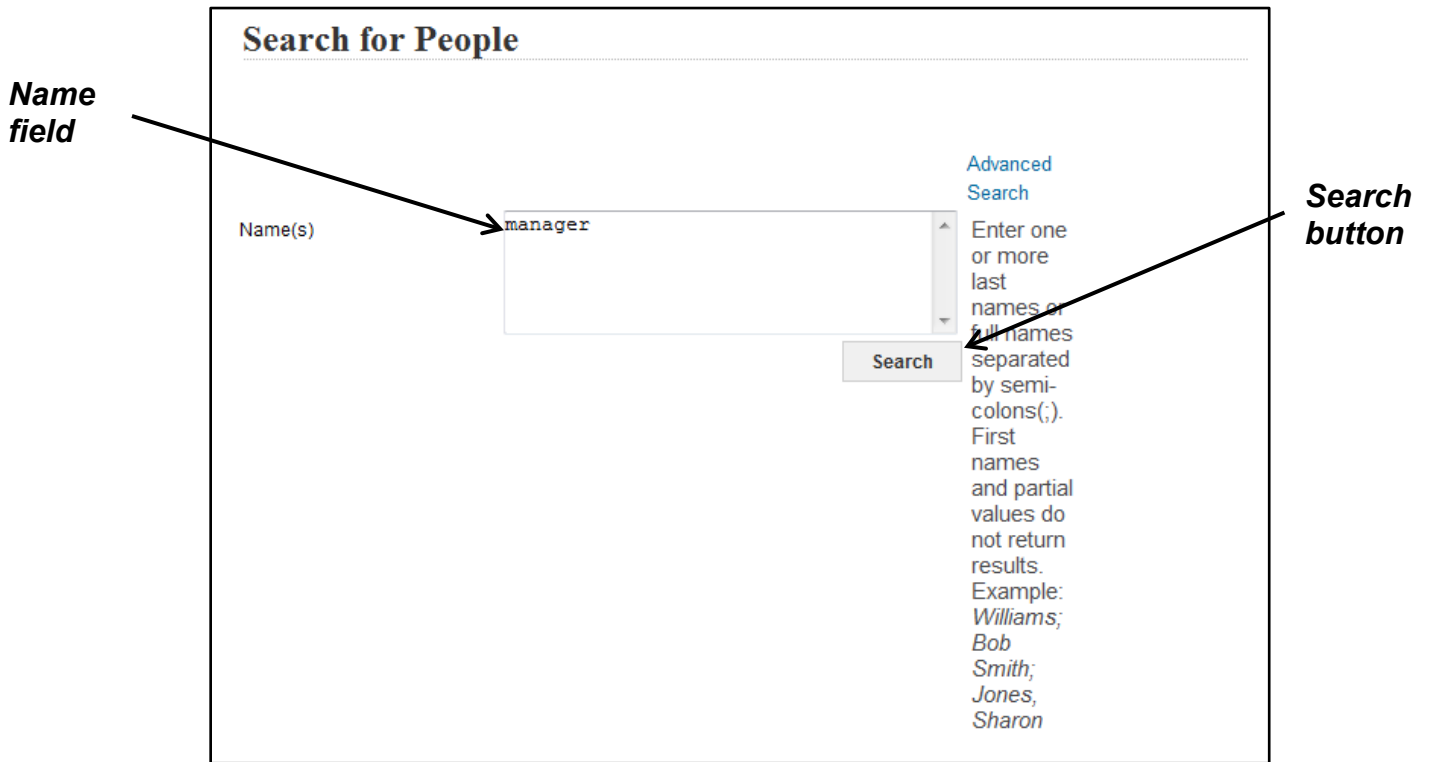 Search for People
Name
field
Advanced
Search
Search
button
Name(s)
manager
Enter one
or more
last
names or
full names
separated
by semi-
colons(;).
First
names
and partial
values do
not return
results.
Example:
Williams;
Bob
Smith;
Jones,
Sharon
Search